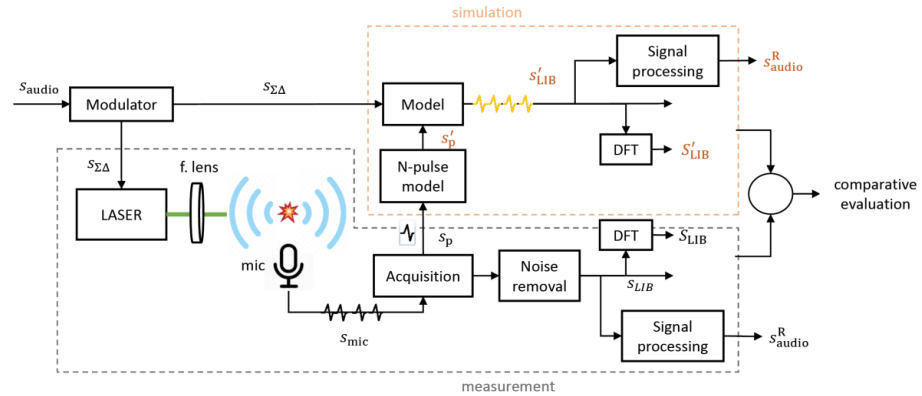 simulation
Signal
processing
s^R_audio
s'_LIB
s_audio
s_ΣΔ
Modulator
Model
s'_p
DFT
S'_LIB
s_ΣΔ
f. lens
N-pulse
model
LASER
comparative
evaluation
s_p
DFT
S_LIB
mic
Acquisition
Noise
removal
s_LIB
s_mic
Signal
processing
s^R_audio
measurement